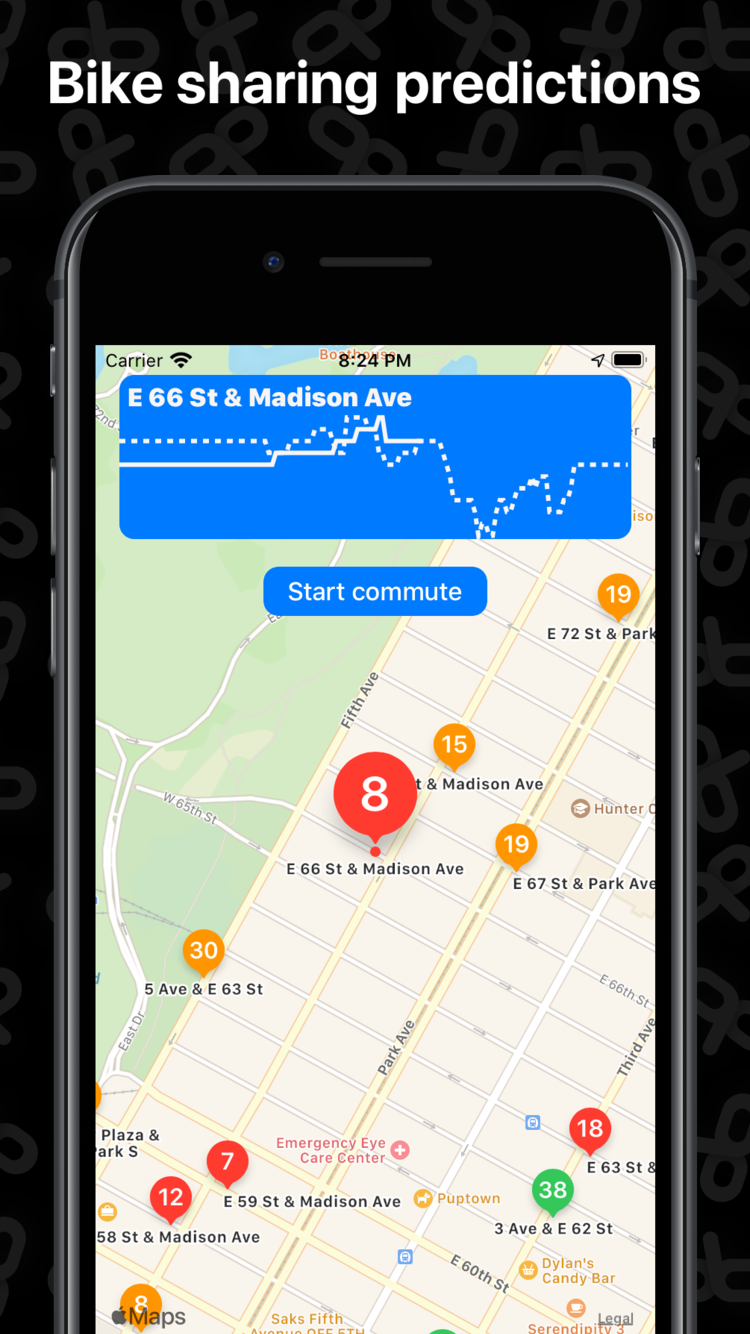 Bike sharing predictions
Carrier
8:24 PM
E 66 St & Madison Ave
Start commute
19
E 72 St & Park
Fifth Ave
15
t & Madison Ave
8
Hunter C
W 65th St
E 66 St & Madison Ave
19
E 67 St & Park Ave
30
5 Ave & E 63 St
E 66th St
East Dr
Park Ave
Third Ave
Plaza &
Park S
18
E 63 St &
Emergency Eye
Care Center
7
E 59 St & Madison Ave
12
58 St & Madison Ave
Puptown
38
3 Ave & E 62 St
E 60th St
Dylan's
Candy Bar
8
Maps
Saks Fifth
Avenue OFF 5TH
Legal
Serendipity 3